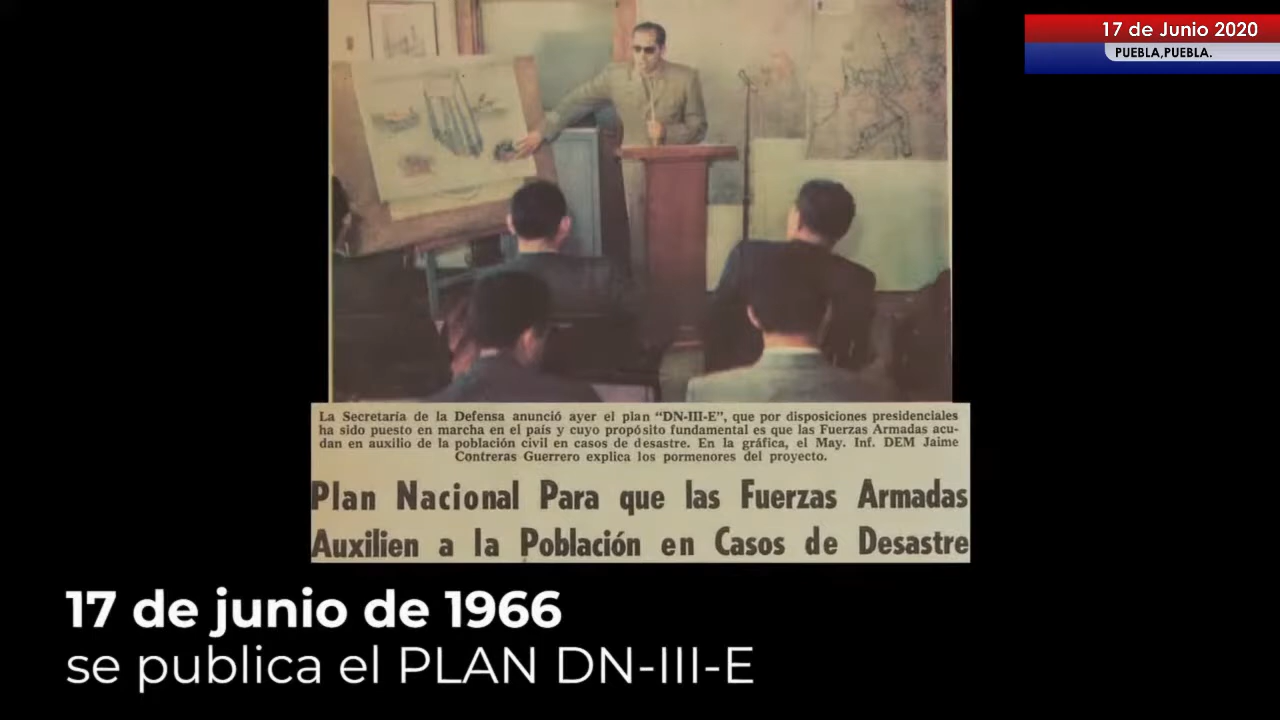 17 de Junio 2020
PUEBLA,PUEBLA.
La Secretaría de la Defensa anunció ayer el plan “DN-III-E”, que por disposiciones presidenciales
ha sido puesto en marcha en el país y cuyo propósito fundamental es que las Fuerzas Armadas acu-
dan en auxilio de la población civil en casos de desastre. En la gráfica, el May. Inf. DEM Jaime
Contreras Guerrero explica los pormenores del proyecto.
Plan Nacional Para que las Fuerzas Armadas
Auxilien a la Población en Casos de Desastre
17 de junio de 1966
se publica el PLAN DN-III-E